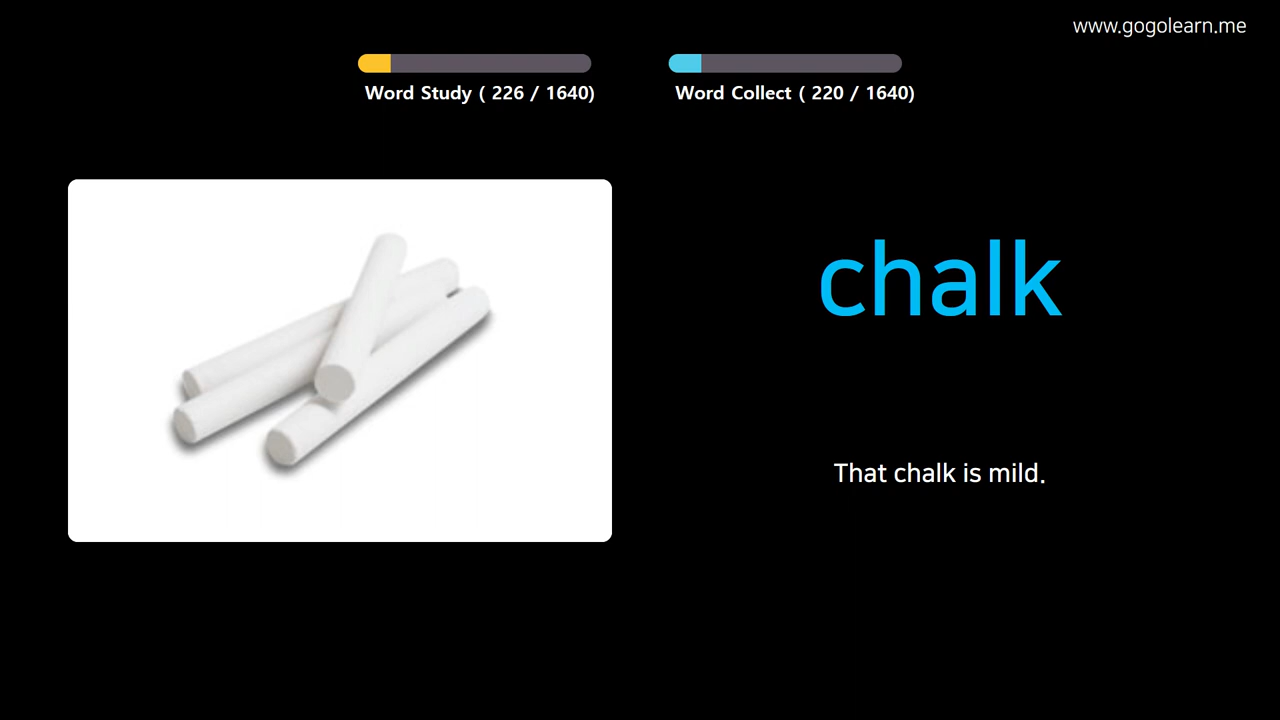 www.gogolearn.me
Word Study ( 226 / 1640)
Word Collect ( 220 / 1640)
chalk
That chalk is mild.